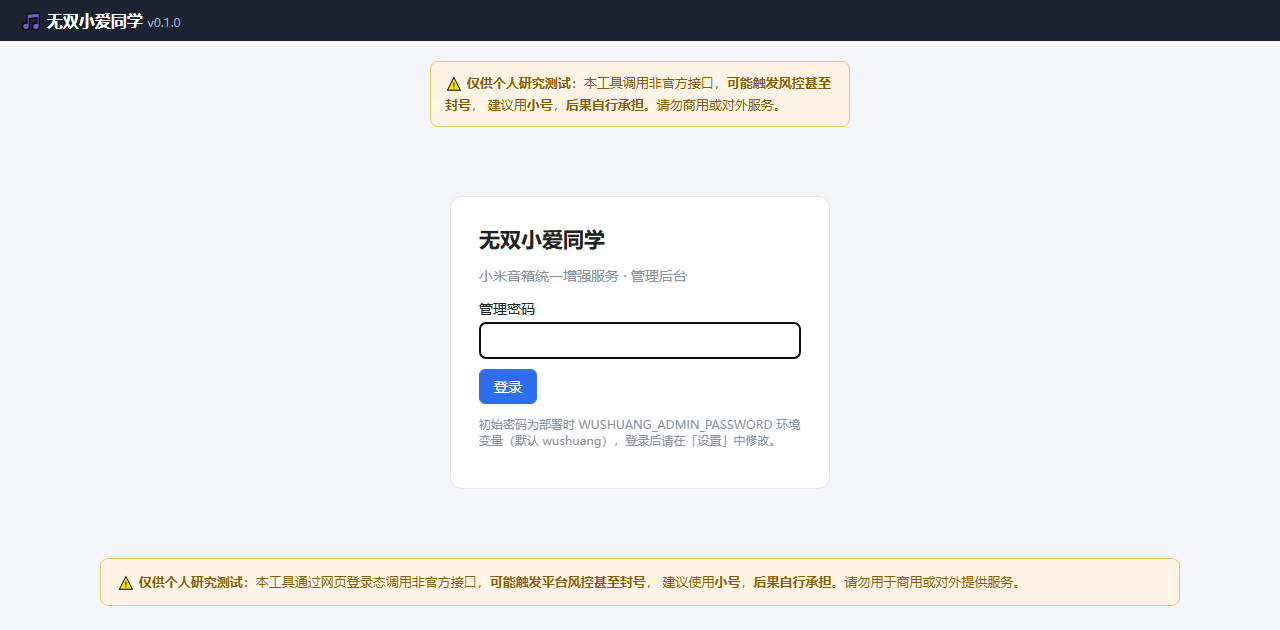 无双小爱同学 v0.1.0
仅供个人研究测试：本工具调用非官方接口，可能触发风控甚至
封号， 建议用小号，后果自行承担。请勿商用或对外服务。
无双小爱同学
小米音箱统一增强服务 · 管理后台
管理密码
登录
初始密码为部署时 WUSHUANG_ADMIN_PASSWORD 环境
变量（默认 wushuang），登录后请在「设置」中修改。
仅供个人研究测试：本工具通过网页登录态调用非官方接口，可能触发平台风控甚至封号， 建议使用小号，后果自行承担。请勿用于商用或对外提供服务。